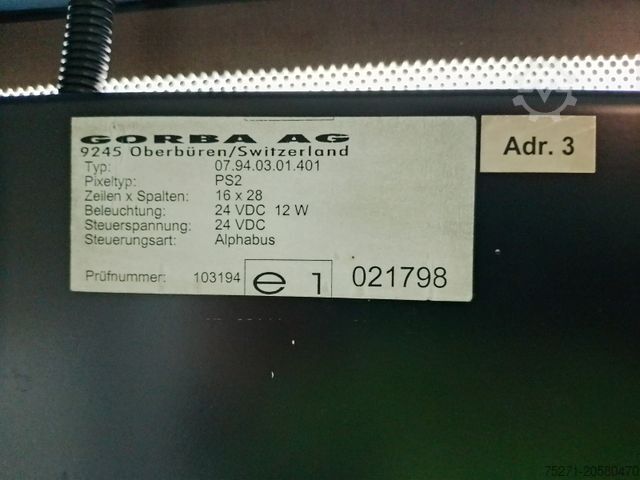 GORBA AG
9245 Oberbüren/Switzerland
Typ: 07.94.03.01.401
Pixeltyp: PS2
Zeilen x Spalten: 16 x 28
Beleuchtung: 24 VDC 12 W
Steuerspannung: 24 VDC
Steuerungsart: Alphabus
Prüfnummer: 103194 e 1 021798
Adr. 3
75271-20580470